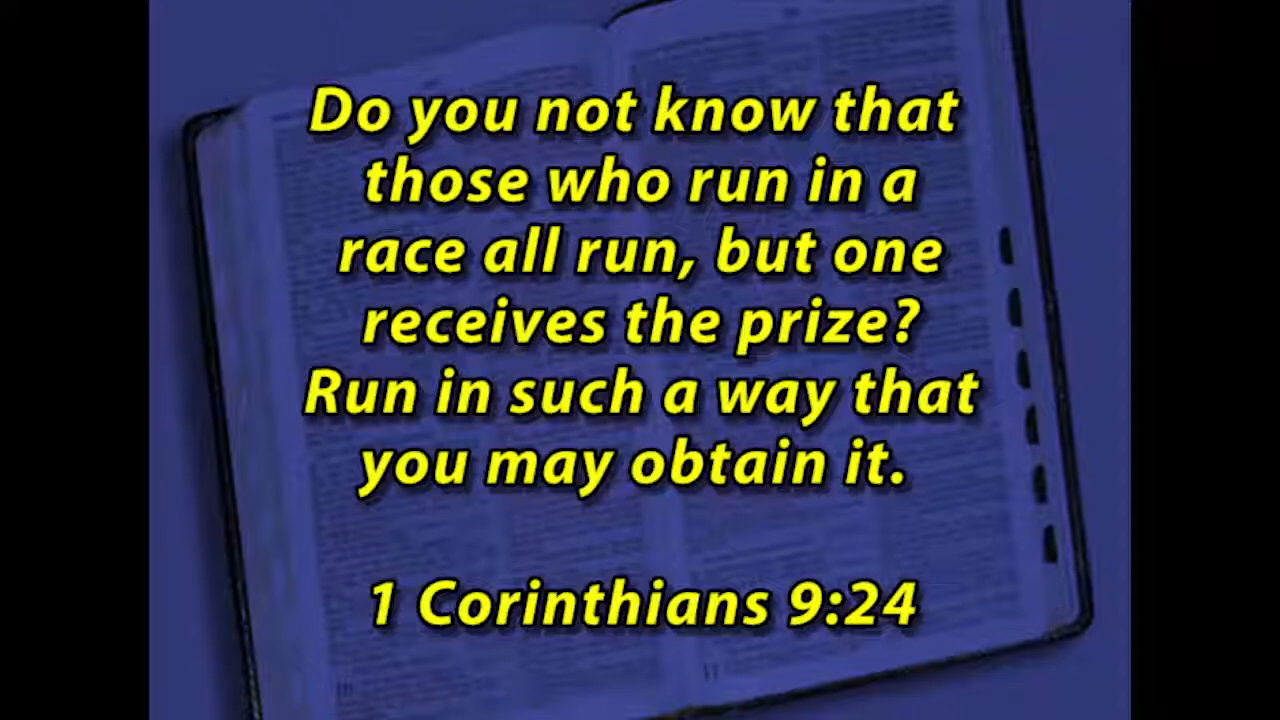 Do you not know that
those who run in a
race all run, but one
receives the prize?
Run in such a way that
you may obtain it.
1 Corinthians 9:24